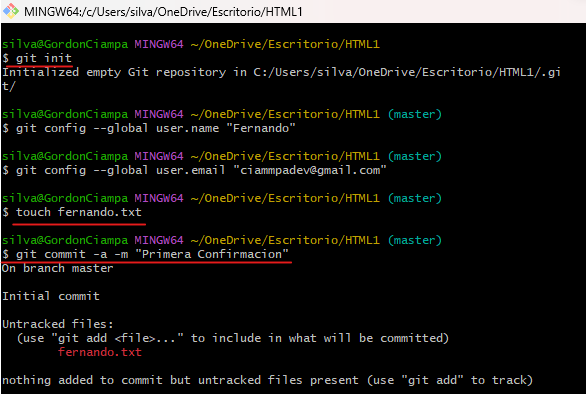 MINGW64:/c/Users/silva/OneDrive/Escritorio/HTML1
silva@GordonCiampa MINGW64 ~/OneDrive/Escritorio/HTML1
$ git init
Initialized empty Git repository in C:/Users/silva/OneDrive/Escritorio/HTML1/.gi
t/
silva@GordonCiampa MINGW64 ~/OneDrive/Escritorio/HTML1 (master)
$ git config --global user.name "Fernando"
silva@GordonCiampa MINGW64 ~/OneDrive/Escritorio/HTML1 (master)
$ git config --global user.email "ciammpadev@gmail.com"
silva@GordonCiampa MINGW64 ~/OneDrive/Escritorio/HTML1 (master)
$ touch fernando.txt
silva@GordonCiampa MINGW64 ~/OneDrive/Escritorio/HTML1 (master)
$ git commit -a -m "Primera Confirmacion"
On branch master
Initial commit
Untracked files:
(use "git add <file>..." to include in what will be committed)
fernando.txt
nothing added to commit but untracked files present (use "git add" to track)